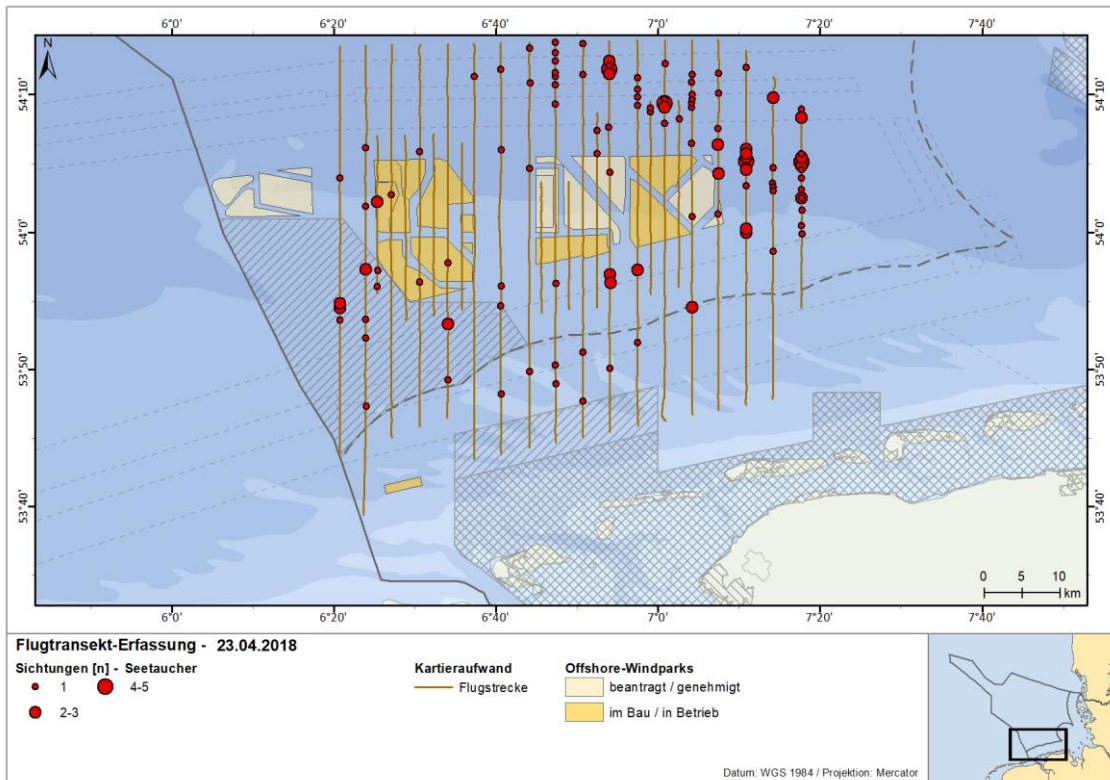 6°0' 6°20' 6°40' 7°0' 7°20' 7°40'
N
54°10' 54°10'
54°0' 54°0'
53°50' 53°50'
53°40' 53°40'
0 5 10
km
6°0' 6°20' 6°40' 7°0' 7°20' 7°40'
Flugtransekt-Erfassung - 23.04.2018
Sichtungen [n] - Seetaucher Kartieraufwand Offshore-Windparks
1 4-5 Flugstrecke beantragt / genehmigt
2-3 im Bau / in Betrieb
Datum: WGS 1984 / Projektion: Mercator